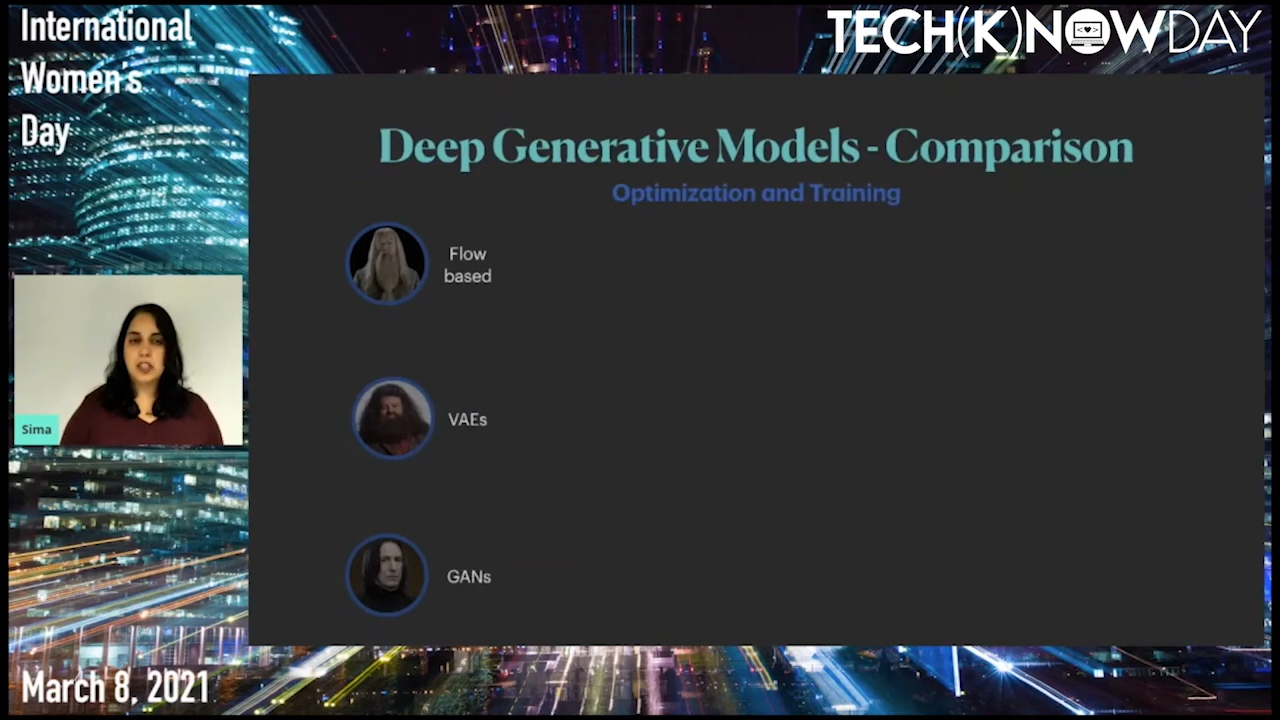 International
Women's
Day
TECH(K)NOWDAY
Deep Generative Models - Comparison
Optimization and Training
Flow
based
VAEs
GANs
Sima
March 8, 2021